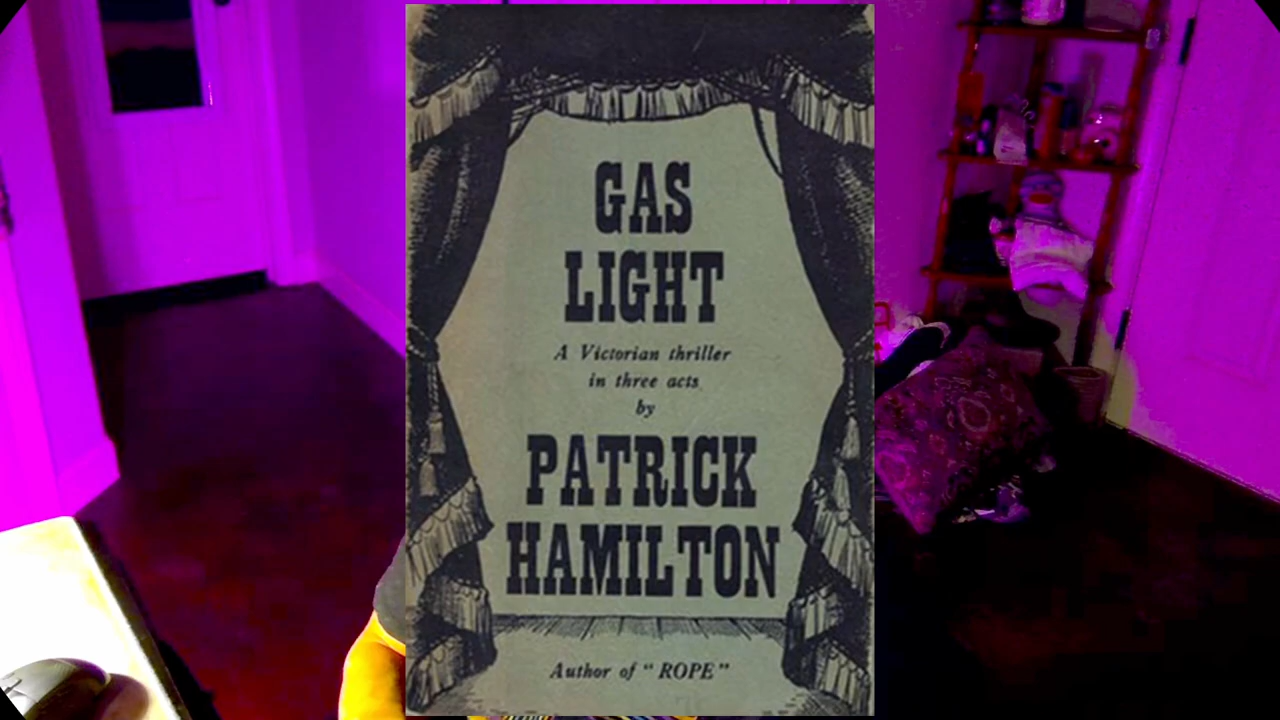 GAS
LIGHT
A Victorian thriller
in three acts
by
PATRICK
HAMILTON
Author of “ ROPE ”